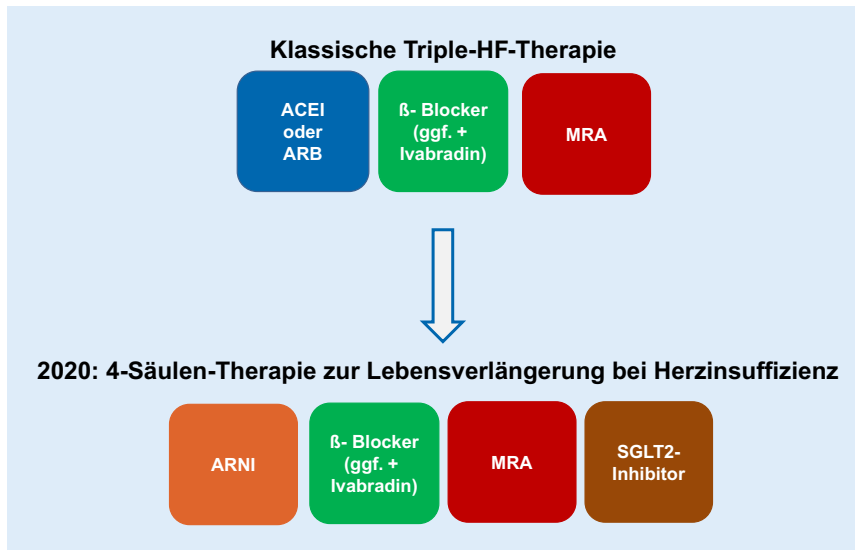 Klassische Triple-HF-Therapie
ACEI
oder
ARB
ß- Blocker
(ggf. +
Ivabradin)
MRA
2020: 4-Säulen-Therapie zur Lebensverlängerung bei Herzinsuffizienz
ARNI
ß- Blocker
(ggf. +
Ivabradin)
MRA
SGLT2-
Inhibitor